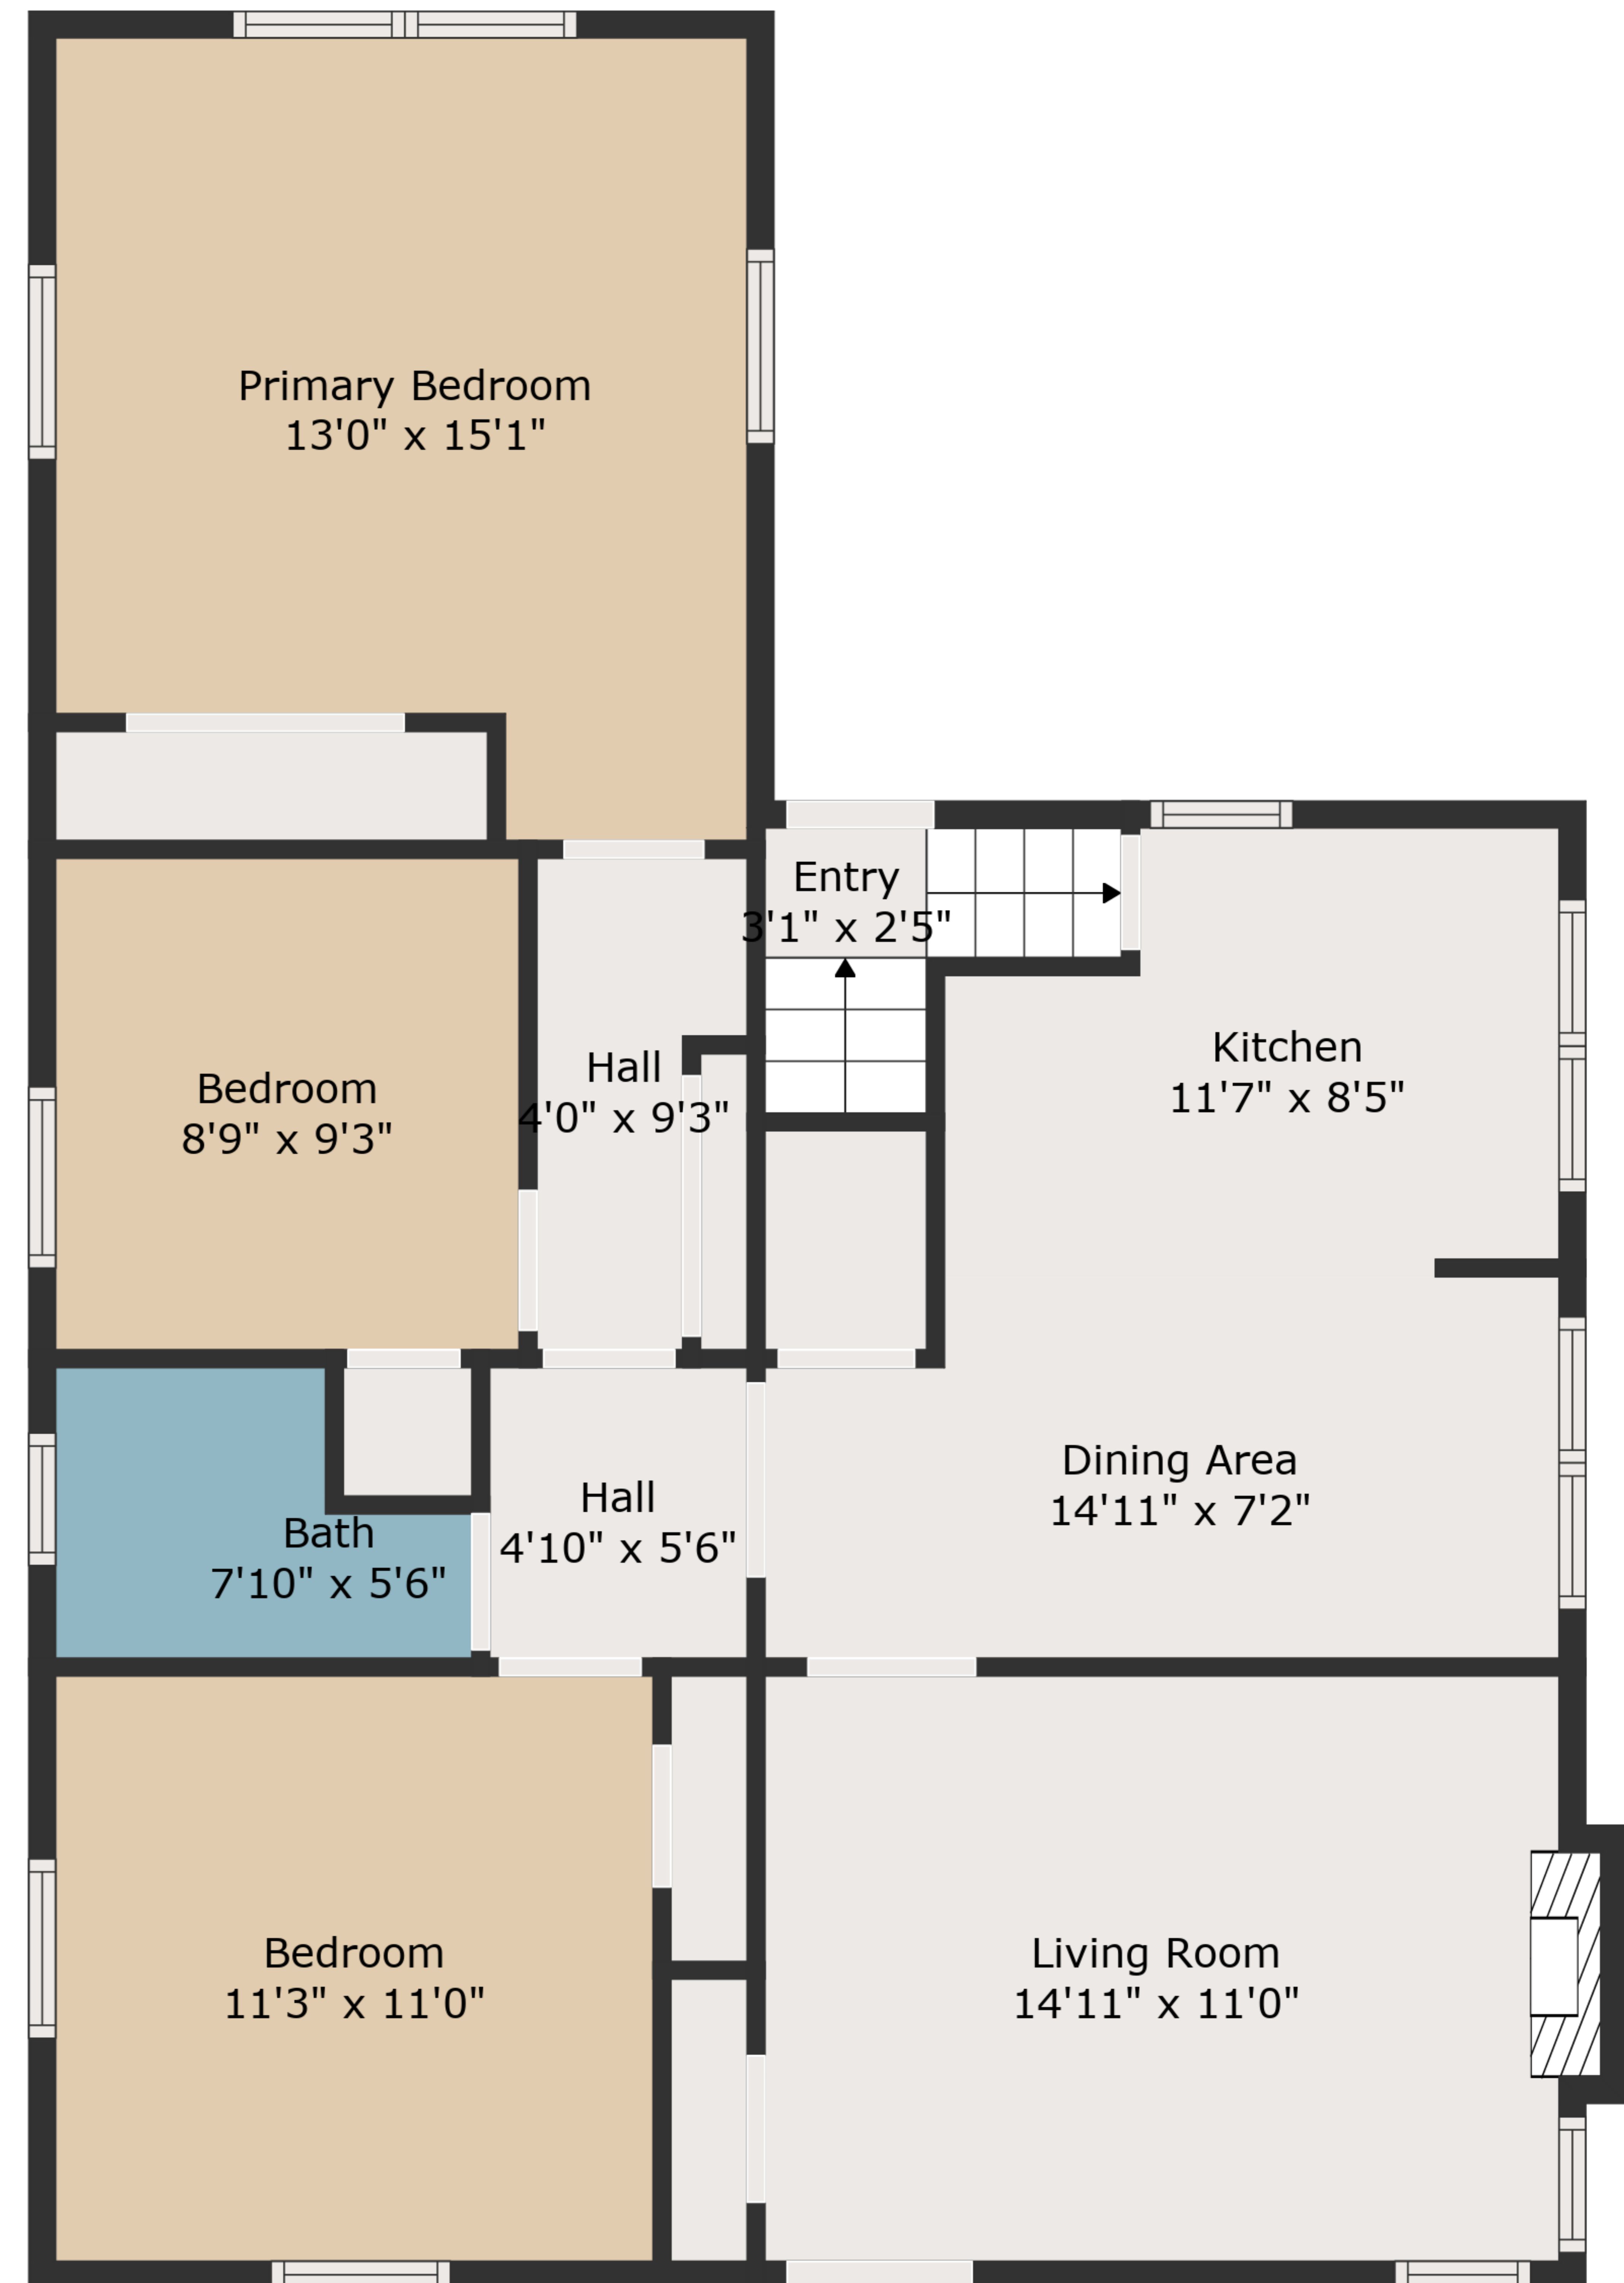 Primary Bedroom
13'0" x 15'1"
Entry
3'1" x 2'5"
Kitchen
11'7" x 8'5"
Hall
4'0" x 9'3"
Bedroom
8'9" x 9'3"
Dining Area
14'11" x 7'2"
Hall
4'10" x 5'6"
Bath
7'10" x 5'6"
Bedroom
11'3" x 11'0"
Living Room
14'11" x 11'0"